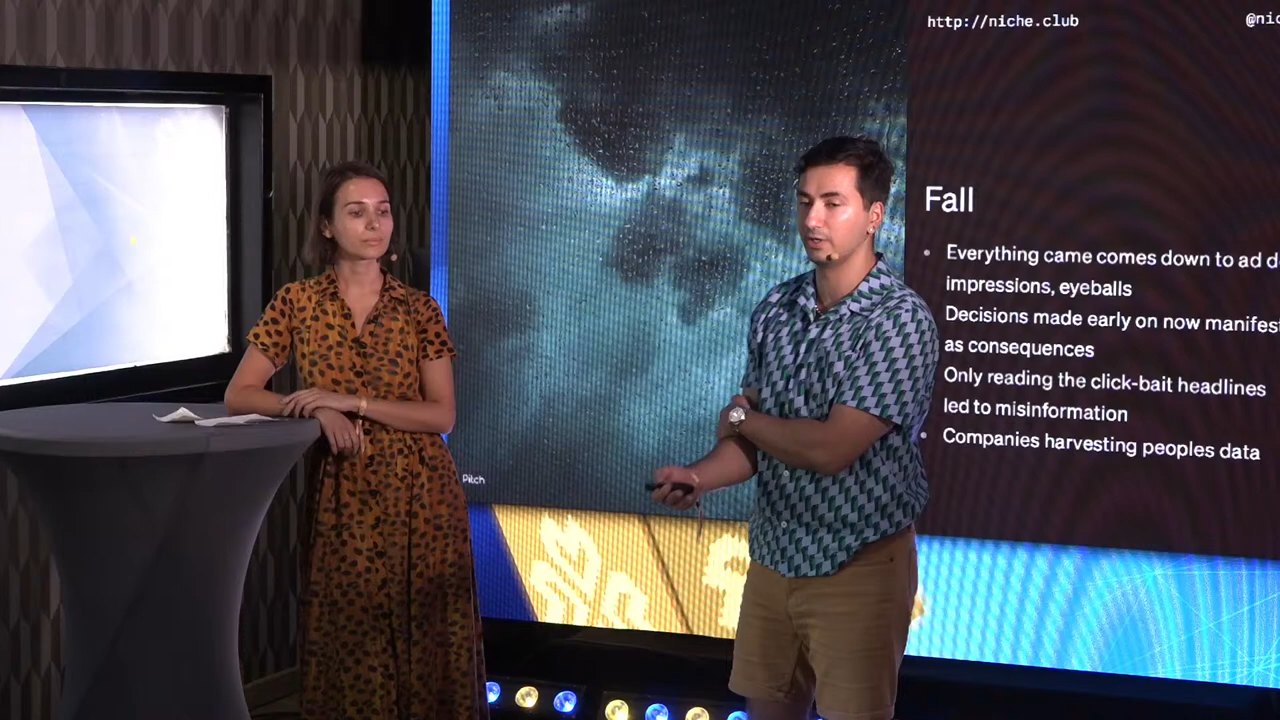 http://niche.club
Fall
Everything came comes down to ad
impressions, eyeballs
Decisions made early on now
as consequences
Only reading the click-bait headlines
led to misinformation
Companies harvesting peoples data
Pitch